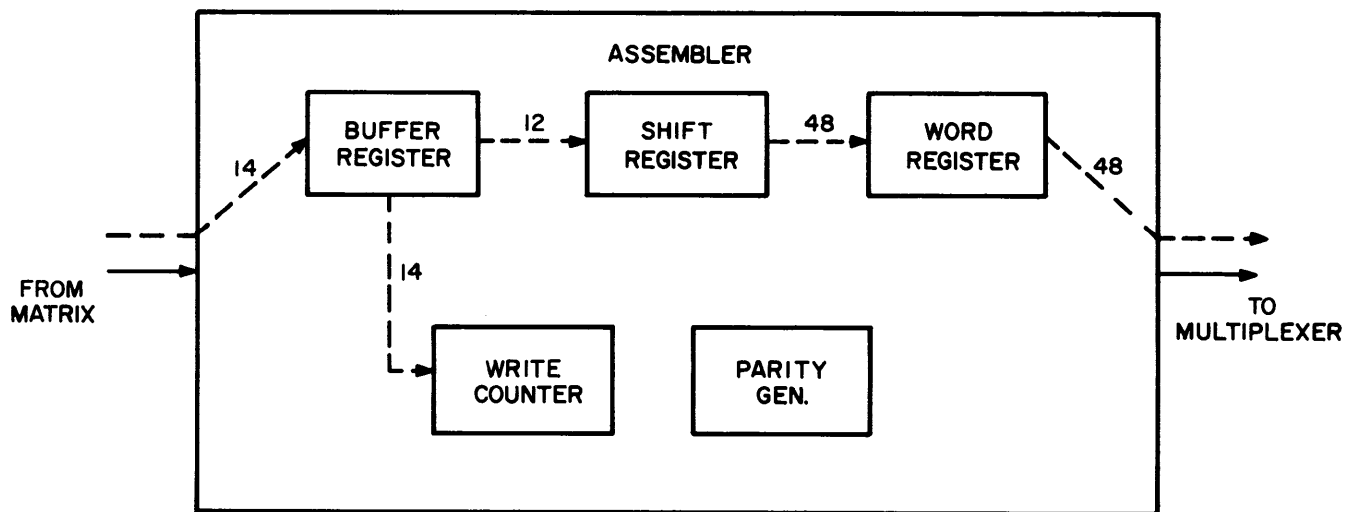 ASSEMBLER
BUFFER
REGISTER
12
SHIFT
REGISTER
48
WORD
REGISTER
14
48
14
FROM
MATRIX
TO
MULTIPLEXER
WRITE
COUNTER
PARITY
GEN.